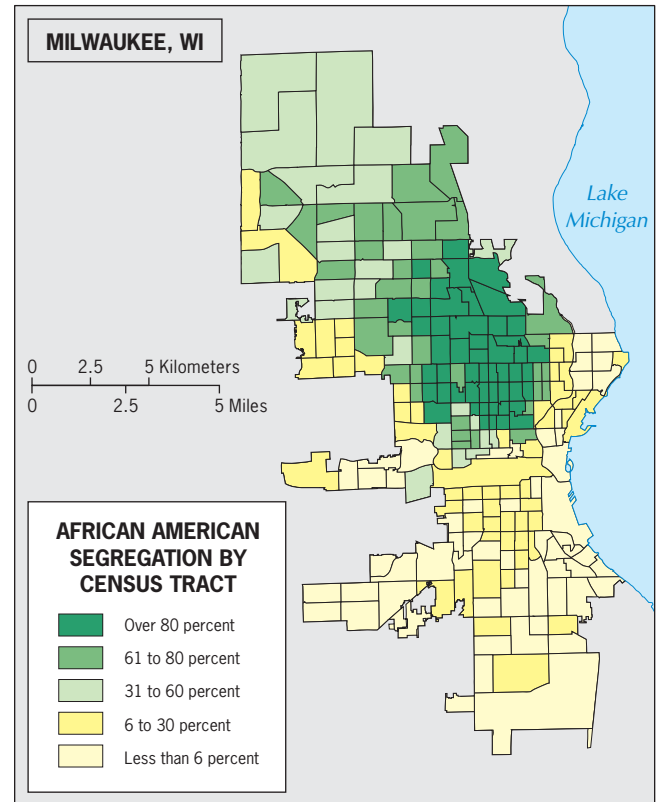 MILWAUKEE, WI
Lake
Michigan
0 2.5 5 Kilometers
0 2.5 5 Miles
AFRICAN AMERICAN
SEGREGATION BY
CENSUS TRACT
Over 80 percent
61 to 80 percent
31 to 60 percent
6 to 30 percent
Less than 6 percent